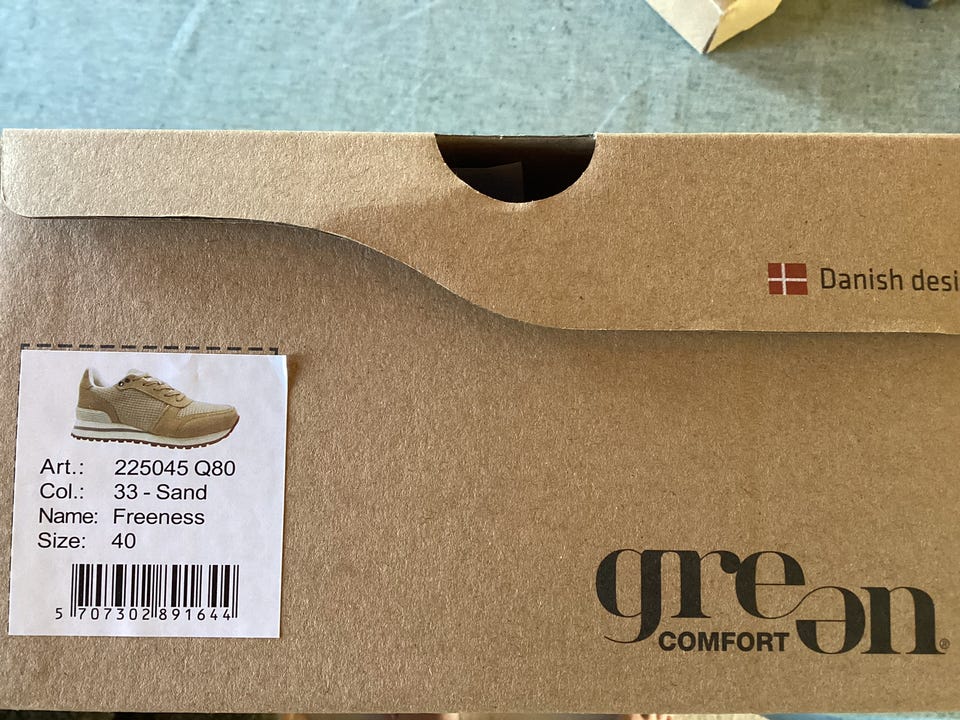 Danish desi
Art.: 225045 Q80
Col.: 33 - Sand
Name: Freeness
Size: 40
5 707302 891644
green®
COMFORT